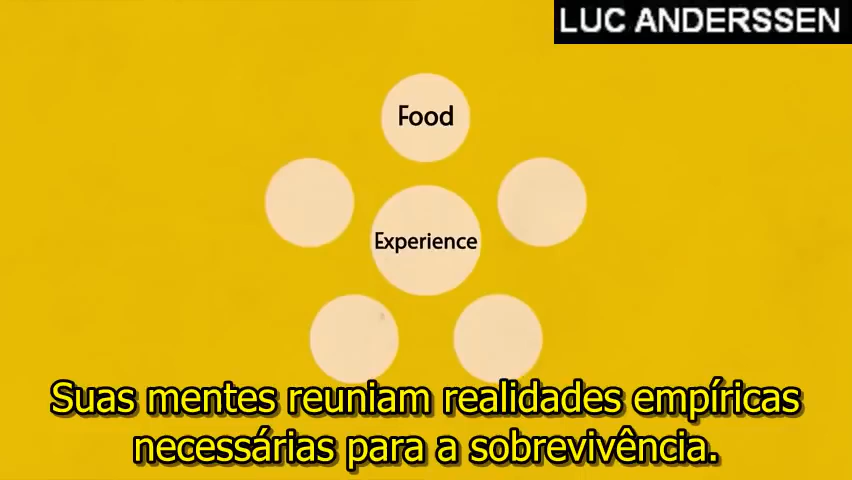 LUC ANDERSSEN
Food
Experience
Suas mentes reuniam realidades empíricas
necessárias para a sobrevivência.